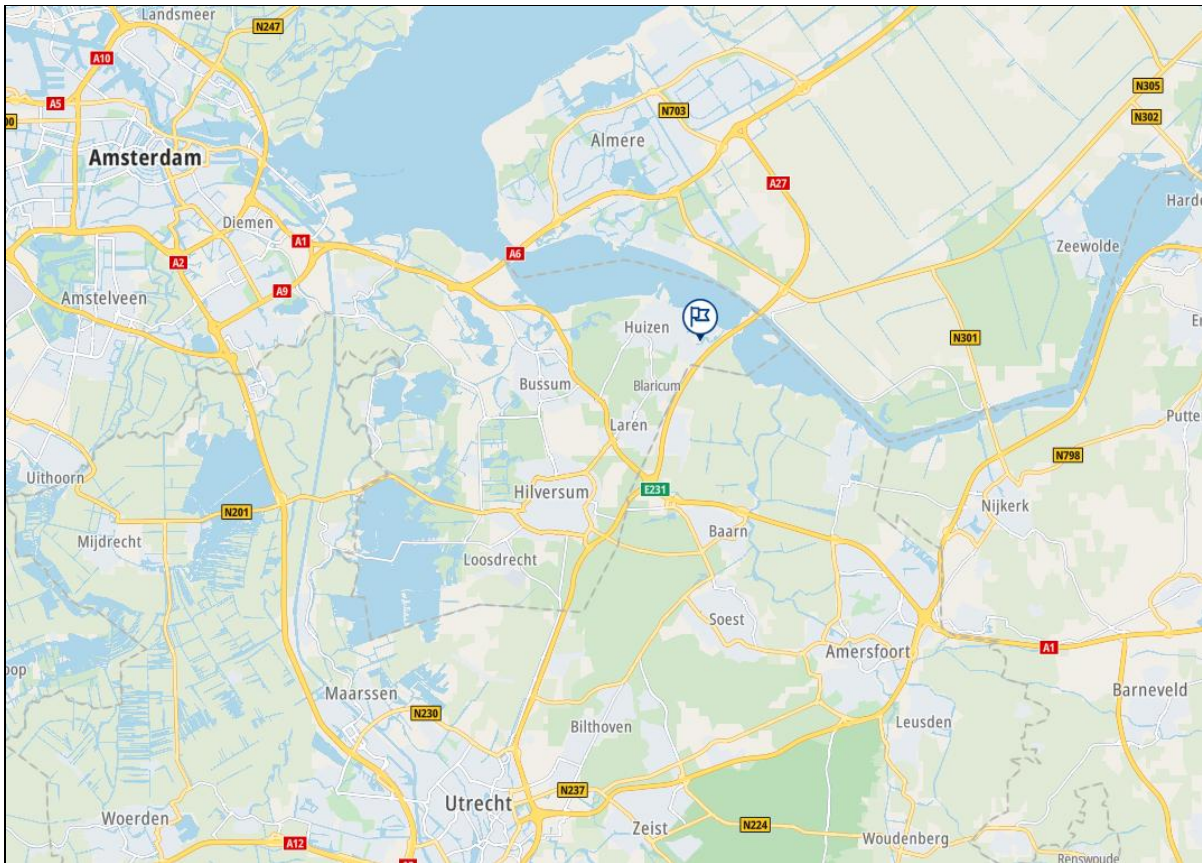 Landsmeer
N247
A10
A5
N703
Almere
N305
N302
Amsterdam
A27
Diemen
A1
A6
Zeewolde
A2
A9
Amstelveen
Huizen
N301
Bussum
Blaricum
Laren
Putte
N798
Uithoorn
Hilversum
E231
Nijkerk
N201
Baarn
Mijdrecht
Loosdrecht
Soest
Amersfoort
A1
Maarssen
Barneveld
N230
Bilthoven
Leusden
Utrecht
N237
Woerden
Zeist
N224
A12
Woudenberg
Renswoude